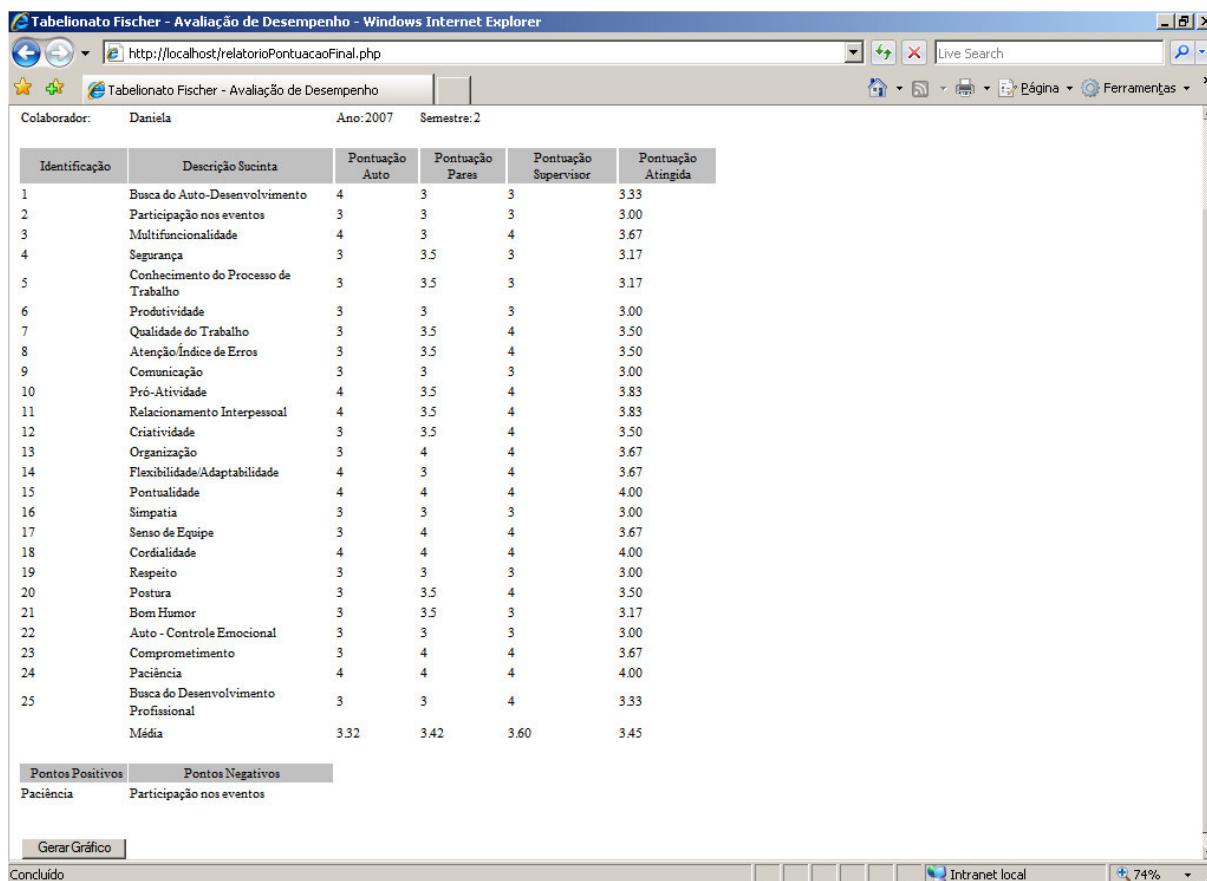 Tabelionato Fischer - Avaliação de Desempenho - Windows Internet Explorer
http://localhost/relatorioPontuacaoFinal.php
Live Search
Tabelionato Fischer - Avaliação de Desempenho
Página
Ferramentas
Colaborador: Daniela Ano:2007 Semestre:2
Identificação Descrição Sucinta Pontuação Auto Pontuação Pares Pontuação Supervisor Pontuação Atingida
1 Busca do Auto-Desenvolvimento 4 3 3 3.33
2 Participação nos eventos 3 3 3 3.00
3 Multifuncionalidade 4 3 4 3.67
4 Segurança 3 3.5 3 3.17
5 Conhecimento do Processo de Trabalho 3 3.5 3 3.17
6 Produtividade 3 3 3 3.00
7 Qualidade do Trabalho 3 3.5 4 3.50
8 Atenção/Índice de Erros 3 3.5 4 3.50
9 Comunicação 3 3 3 3.00
10 Pró-Atividade 4 3.5 4 3.83
11 Relacionamento Interpessoal 4 3.5 4 3.83
12 Criatividade 3 3.5 4 3.50
13 Organização 3 4 4 3.67
14 Flexibilidade/Adaptabilidade 4 3 4 3.67
15 Pontualidade 4 4 4 4.00
16 Simpatia 3 3 3 3.00
17 Senso de Equipe 3 4 4 3.67
18 Cordialidade 4 4 4 4.00
19 Respeito 3 3 3 3.00
20 Postura 3 3.5 4 3.50
21 Bom Humor 3 3.5 3 3.17
22 Auto - Controle Emocional 3 3 3 3.00
23 Comprometimento 3 4 4 3.67
24 Paciência 4 4 4 4.00
25 Busca do Desenvolvimento Profissional 3 3 4 3.33
Média 3.32 3.42 3.60 3.45
Pontos Positivos Pontos Negativos
Paciência Participação nos eventos
Gerar Gráfico
Concluído
Intranet local
74%